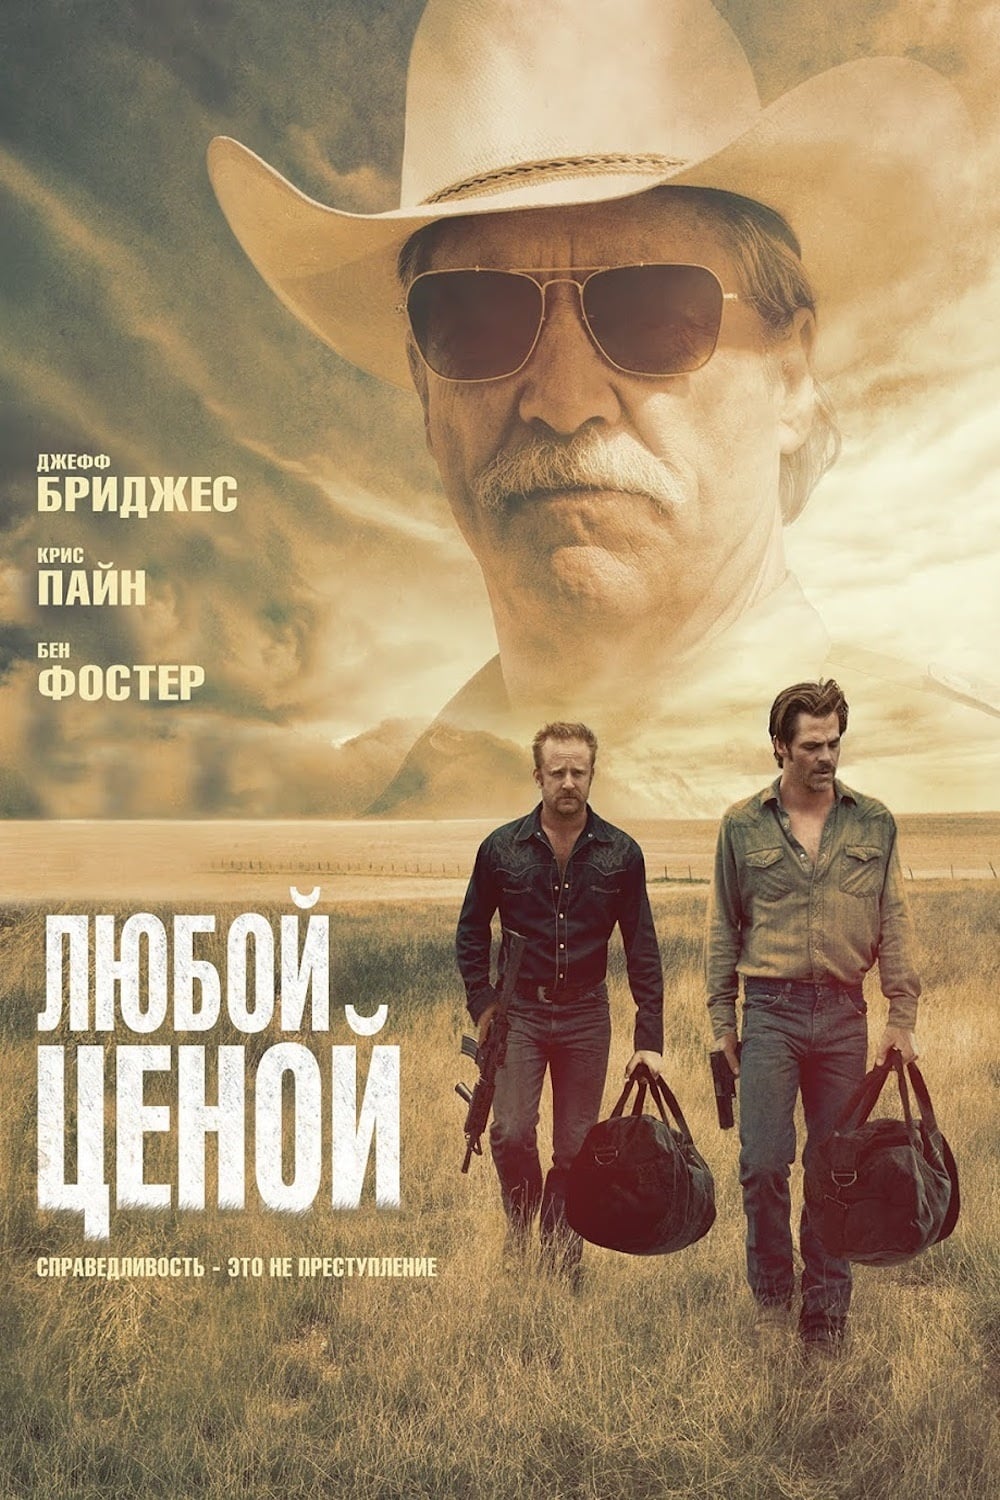 ДЖЕФФ
БРИДЖЕС
КРИС
ПАЙН
БЕН
ФОСТЕР
ЛЮБОЙ
ЦЕНОЙ
СПРАВЕДЛИВОСТЬ - ЭТО НЕ ПРЕСТУПЛЕНИЕ